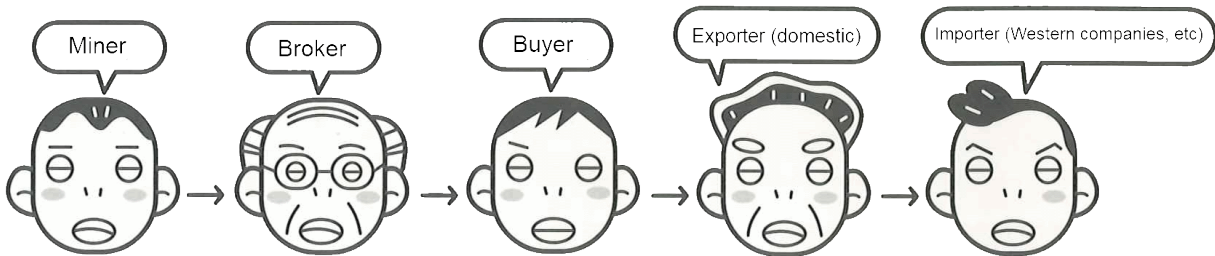 Miner
Broker
Buyer
Exporter (domestic)
Importer (Western companies, etc)